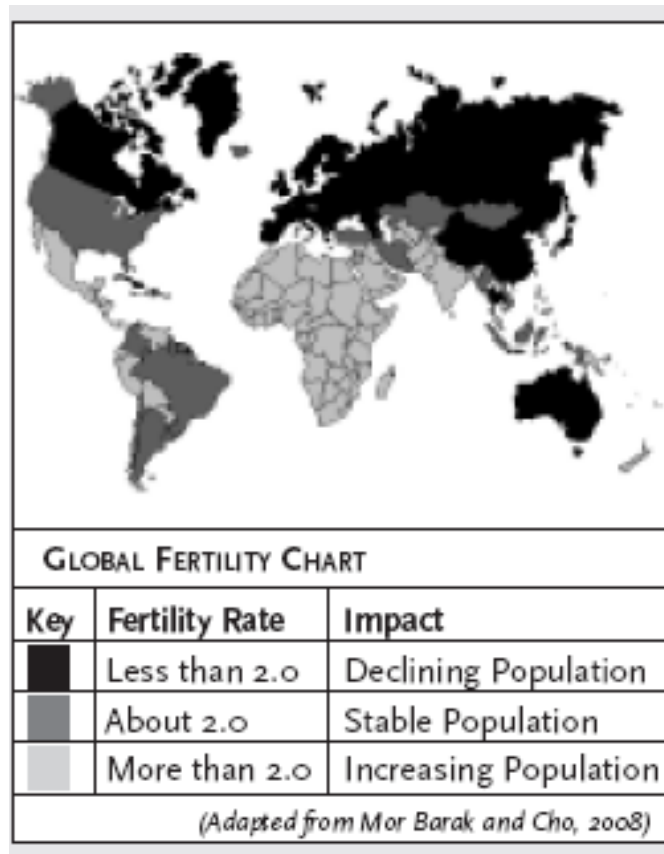 Global Fertility Chart
Key Fertility Rate Impact
Less than 2.0 Declining Population
About 2.0 Stable Population
More than 2.0 Increasing Population
(Adapted from Mor Barak and Cho, 2008)